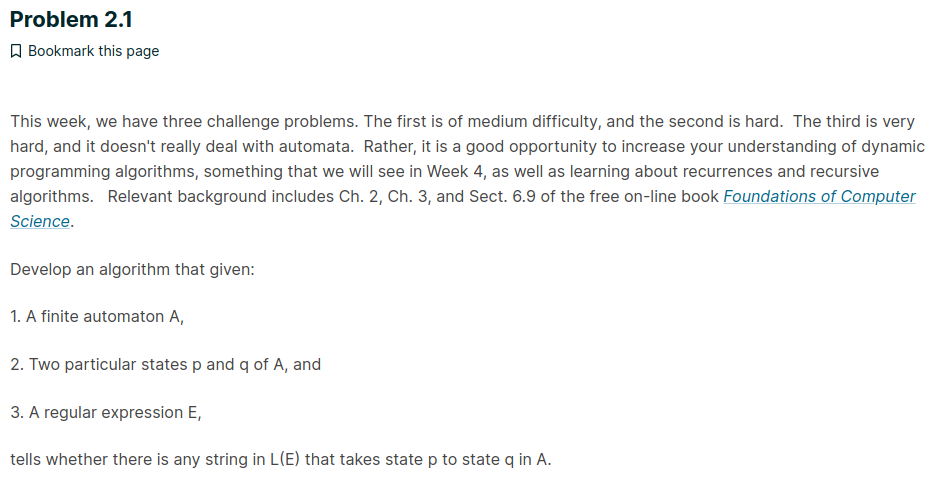 Problem 2.1
Bookmark this page
This week, we have three challenge problems. The first is of medium difficulty, and the second is hard.  The third is very
hard, and it doesn't really deal with automata.  Rather, it is a good opportunity to increase your understanding of dynamic
programming algorithms, something that we will see in Week 4, as well as learning about recurrences and recursive
algorithms.   Relevant background includes Ch. 2, Ch. 3, and Sect. 6.9 of the free on-line book Foundations of Computer
Science.
Develop an algorithm that given:
1. A finite automaton A,
2. Two particular states p and q of A, and
3. A regular expression E,
tells whether there is any string in L(E) that takes state p to state q in A.